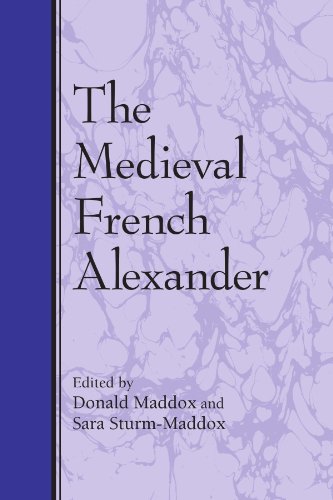 The
Medieval
French
Alexander
Edited by
Donald Maddox and
Sara Sturm-Maddox